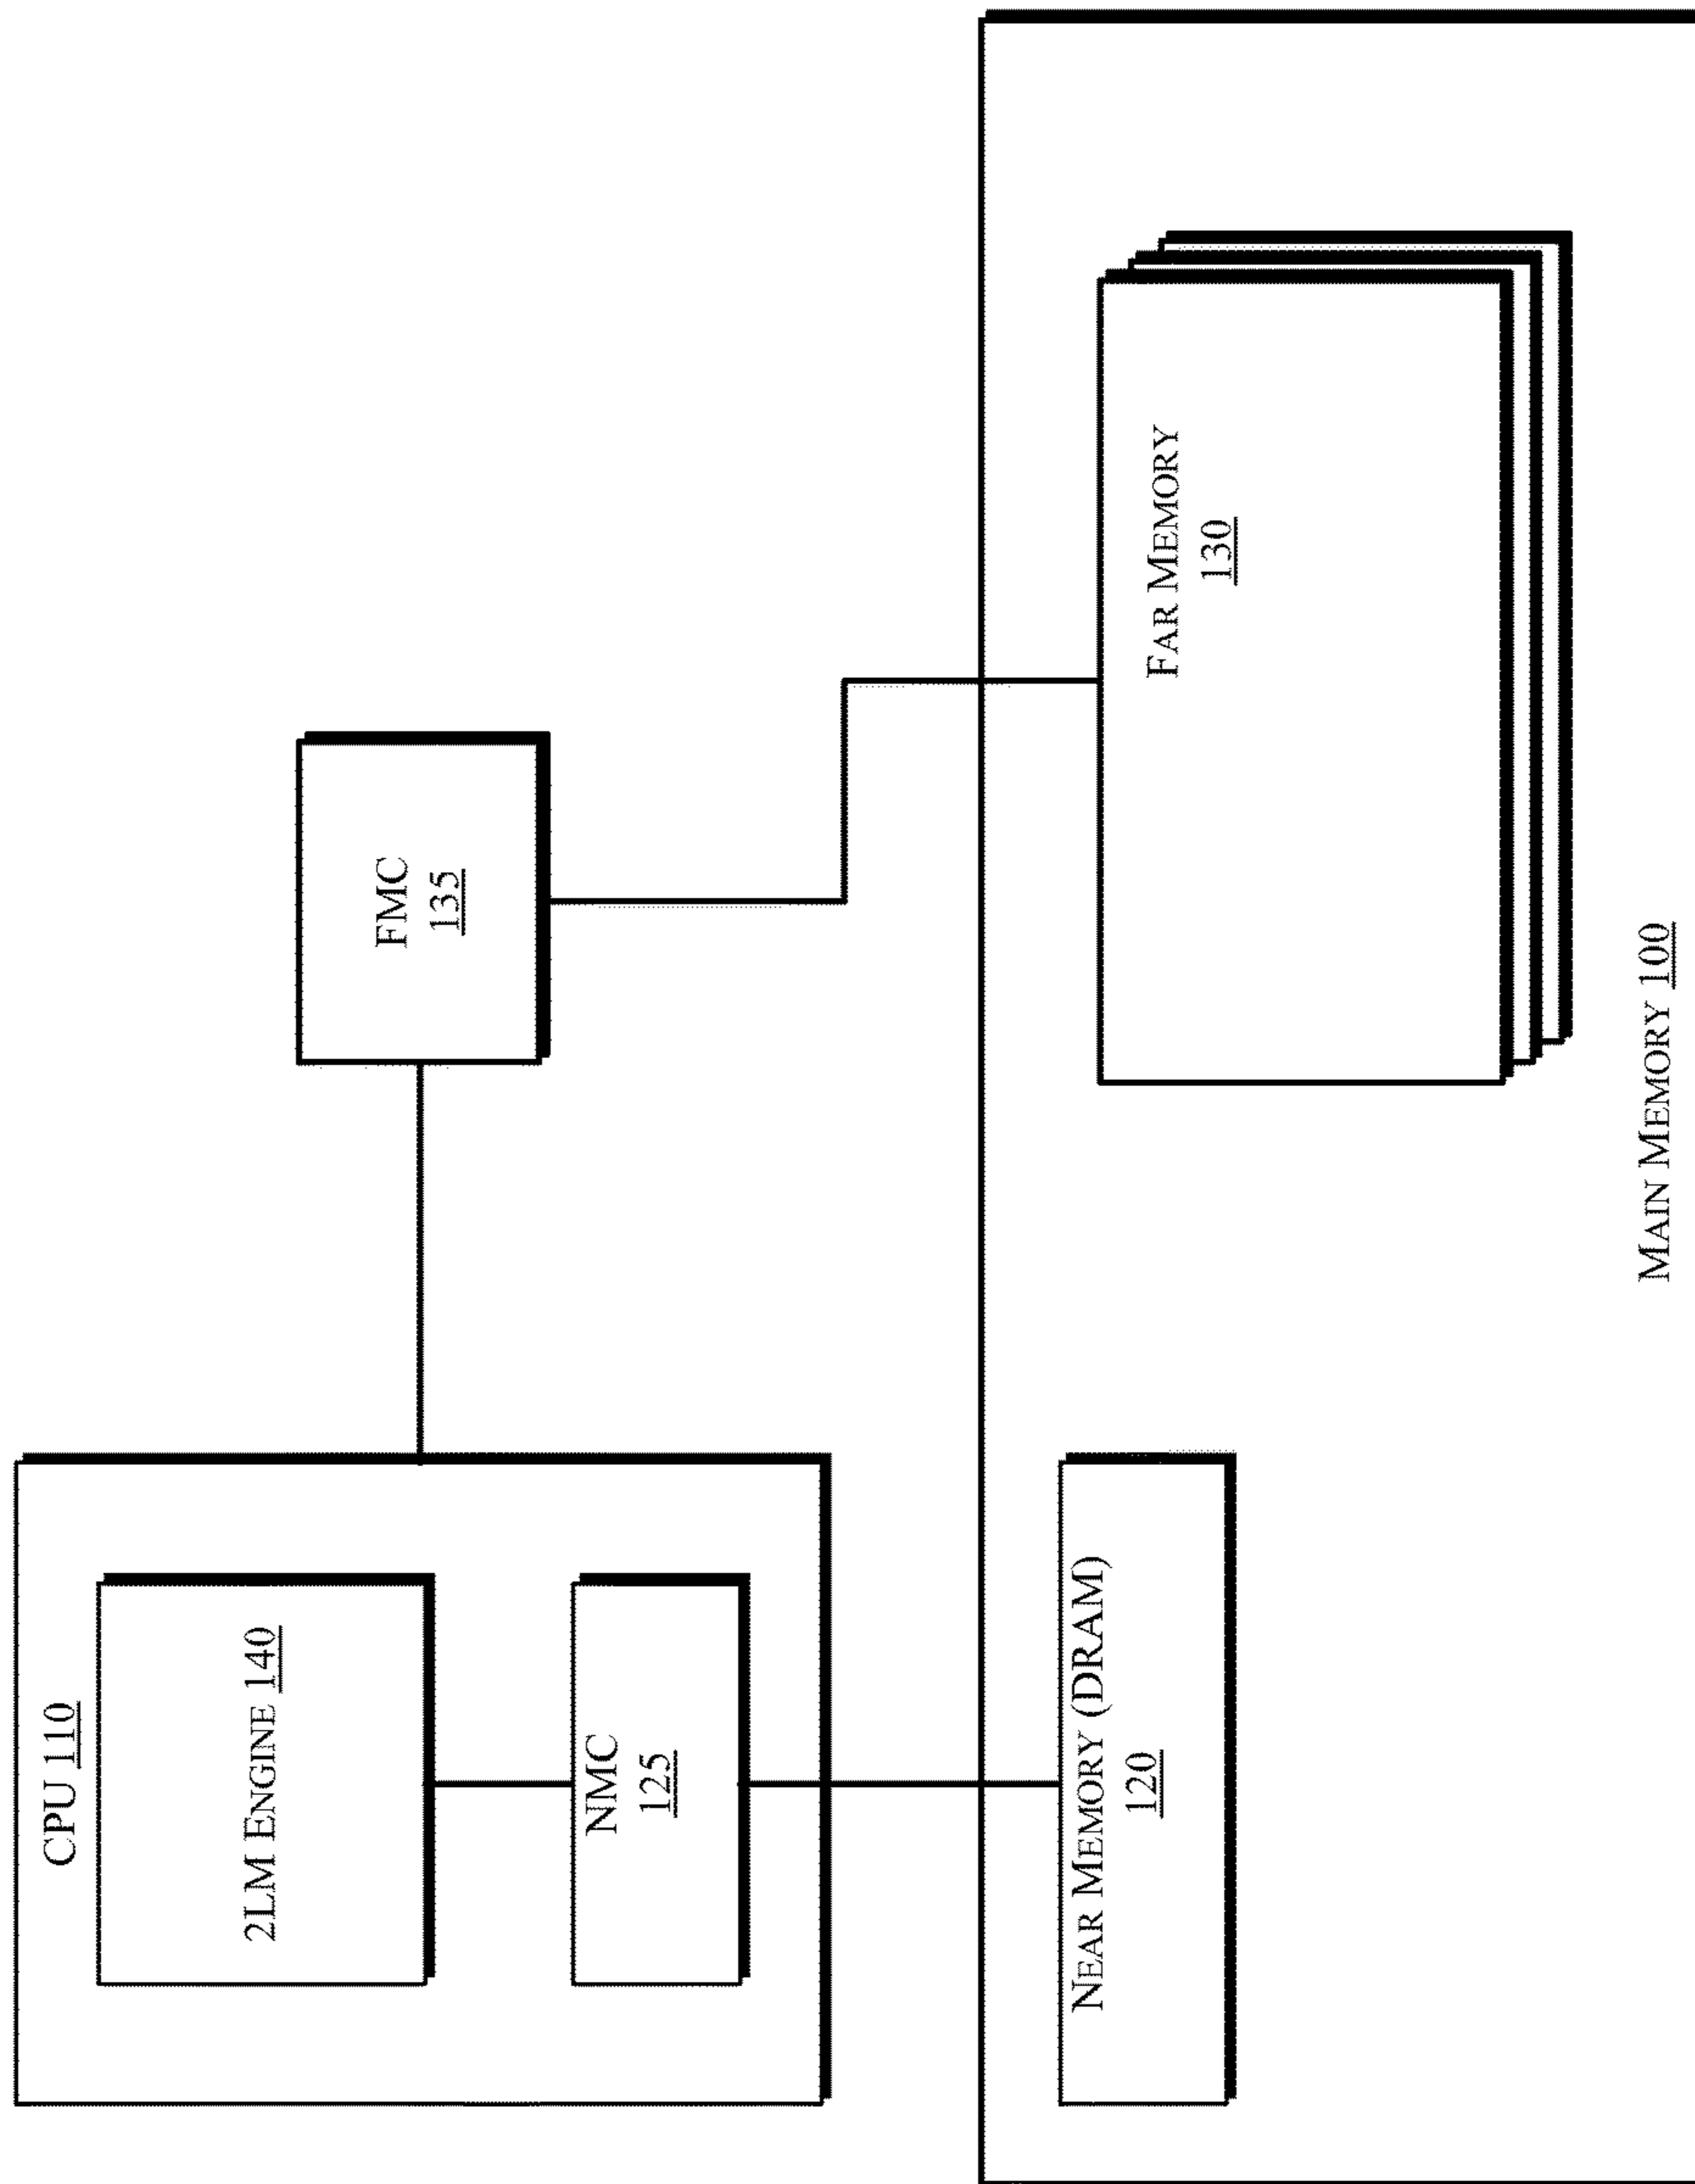 CPU 110
2LM ENGINE 140
NMC
125
FMC
135
NEAR MEMORY (DRAM)
120
FAR MEMORY
130
MAIN MEMORY 100